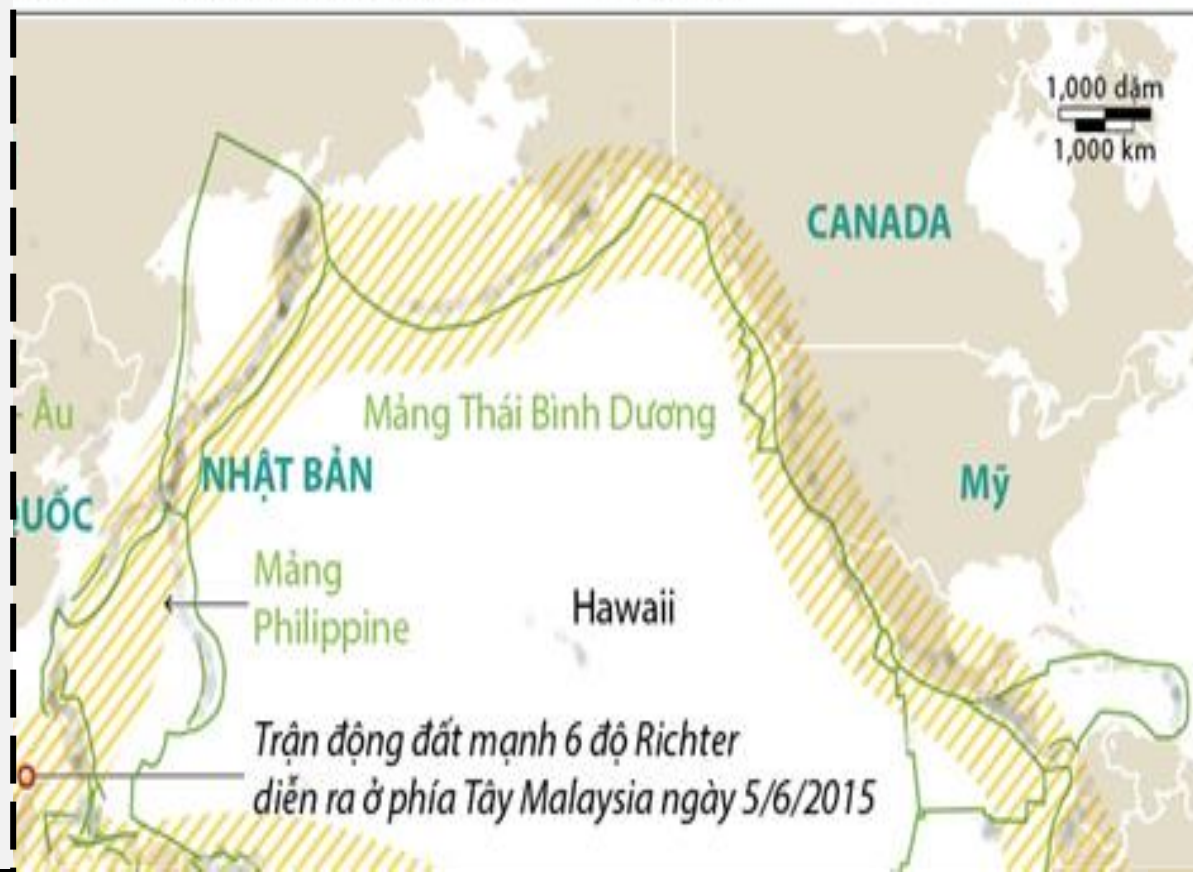 1,000 dặm
1,000 km
CANADA
Âu
Mảng Thái Bình Dương
NHẬT BẢN
Mỹ
UỐC
Mảng
Philippine
Hawaii
Trận động đất mạnh 6 độ Richter
diễn ra ở phía Tây Malaysia ngày 5/6/2015